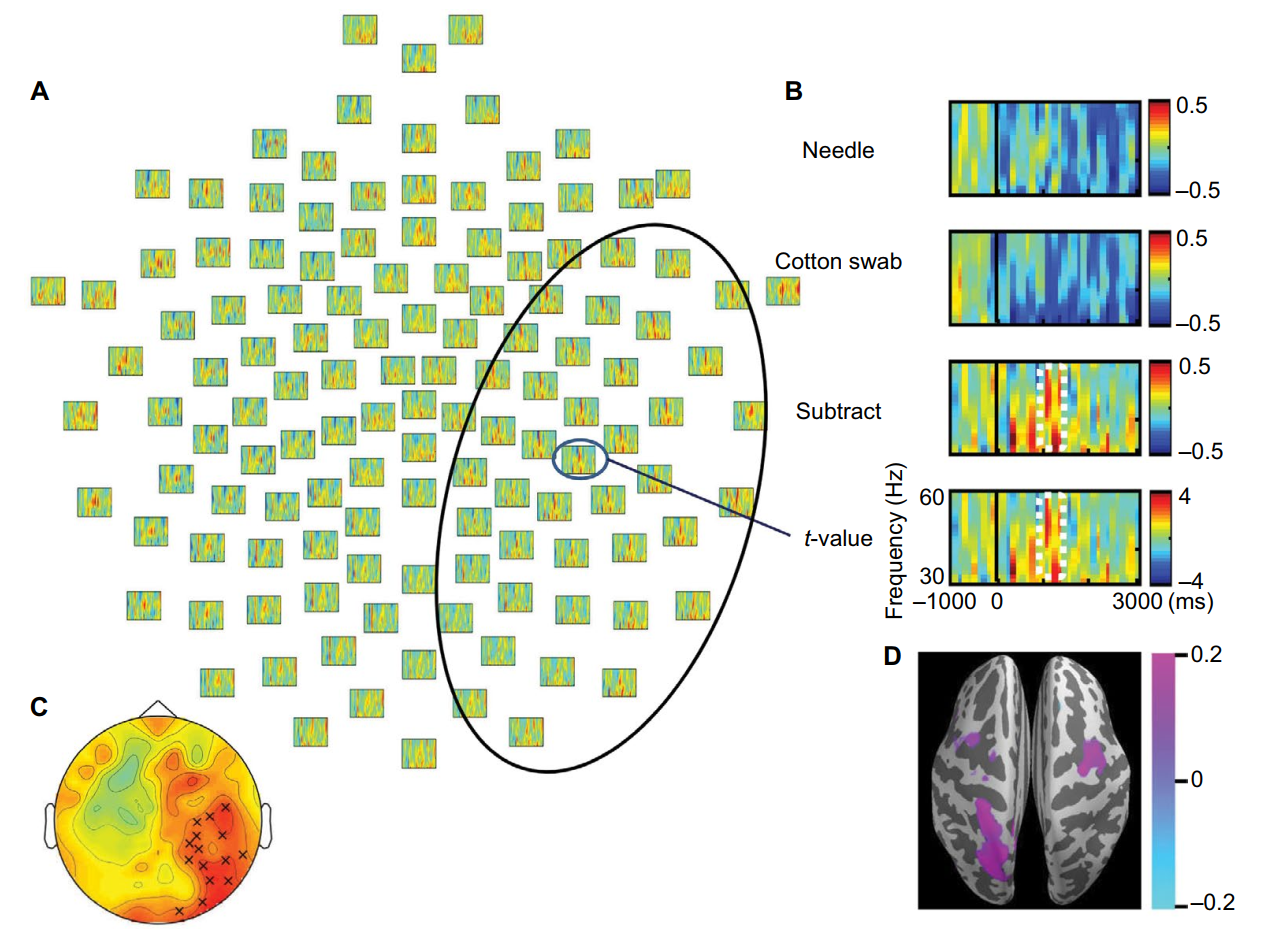 A
B
Needle
0.5
–0.5
Cotton swab
0.5
–0.5
Subtract
0.5
–0.5
t-value
Frequency (Hz)
60
30
4
–4
–1000 0 3000 (ms)
C
D
0.2
0
–0.2